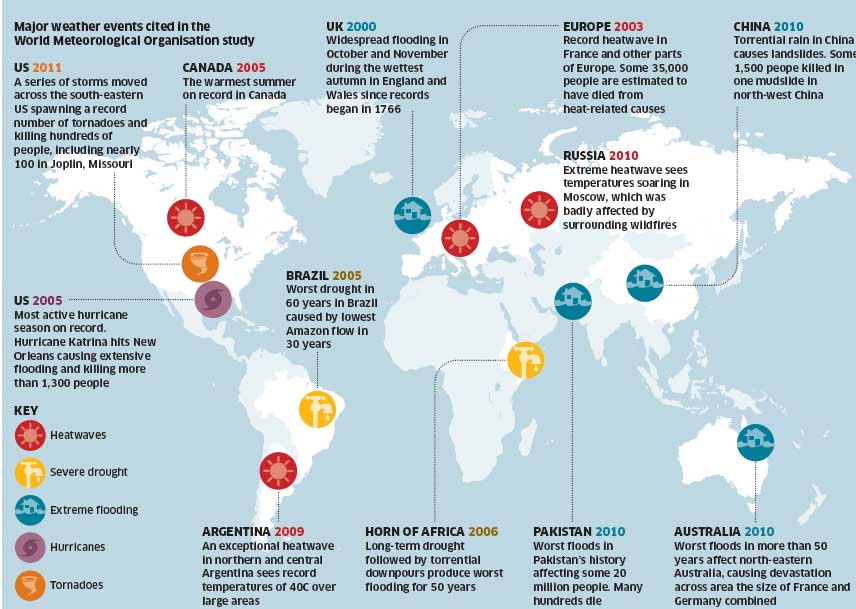 Major weather events cited in the
World Meteorological Organisation study
US 2011
A series of storms moved
across the south-eastern
US spawning a record
number of tornadoes and
killing hundreds of
people, including nearly
100 in Joplin, Missouri
CANADA 2005
The warmest summer
on record in Canada
UK 2000
Widespread flooding in
October and November
during the wettest
autumn in England and
Wales since records
began in 1766
EUROPE 2003
Record heatwave in
France and other parts
of Europe. Some 35,000
people are estimated to
have died from
heat-related causes
CHINA 2010
Torrential rain in China
causes landslides. Some
1,500 peope killed in
one mudslide in
north-west China
RUSSIA 2010
Extreme heatwave sees
temperatures soaring in
Moscow, which was
badly affected by
surrounding wildfires
US 2005
Most active hurricane
season on record.
Hurricane Katrina hits New
Orleans causing extensive
flooding and killing more
than 1,300 people
BRAZIL 2005
Worst drought in
60 years in Brazil
caused by lowest
Amazon flow in
30 years
KEY
Heatwaves
Severe drought
Extreme flooding
Hurricanes
Tornadoes
ARGENTINA 2009
An exceptional heatwave
in northern and central
Argentina sees record
temperatures of 40C over
large areas
HORN OF AFRICA 2006
Long-term drought
followed by torrential
downpours produce worst
flooding for 50 years
PAKISTAN 2010
Worst floods in
Pakistan's history
affecting some 20
million people. Many
hundreds die
AUSTRALIA 2010
Worst floods in more than 50
years affect north-eastern
Australia, causing devastation
across area the size of France and
Germany combined